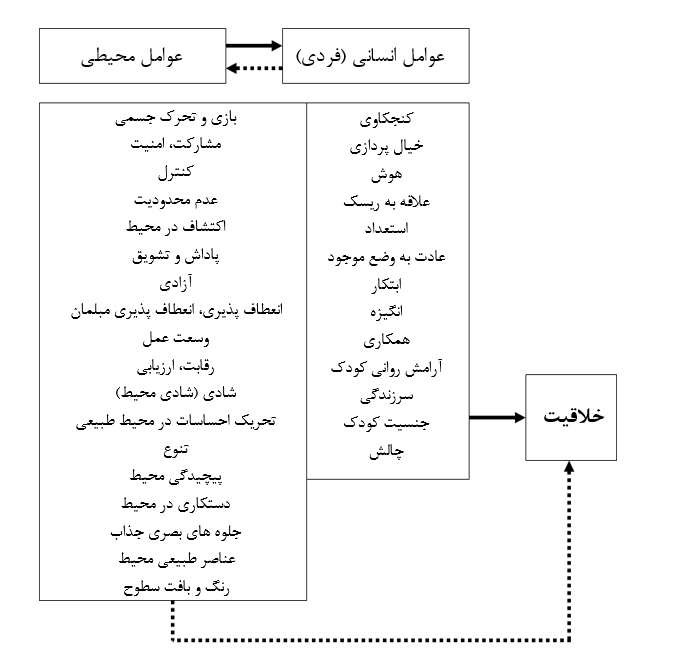 عوامل انسانی (فردی)
عوامل محیطی
کنجکاوی
خیال پردازی
هوش
علاقه به ریسک
استعداد
عادت به وضع موجود
ابتکار
انگیزه
همکاری
آرامش روانی کودک
سرزندگی
جنسیت کودک
چالش
بازی و تحرک جسمی
مشارکت، امنیت
کنترل
عدم محدودیت
اکتشاف در محیط
پاداش و تشویق
آزادی
انعطاف پذیری، انعطاف پذیری مبلمان
وسعت عمل
رقابت، ارزیابی
شادی (شادی محیط)
تحریک احساسات در محیط طبیعی
تنوع
پیچیدگی محیط
دستکاری در محیط
جلوه های بصری جذاب
عناصر طبیعی محیط
رنگ و بافت سطوح
خلاقیت